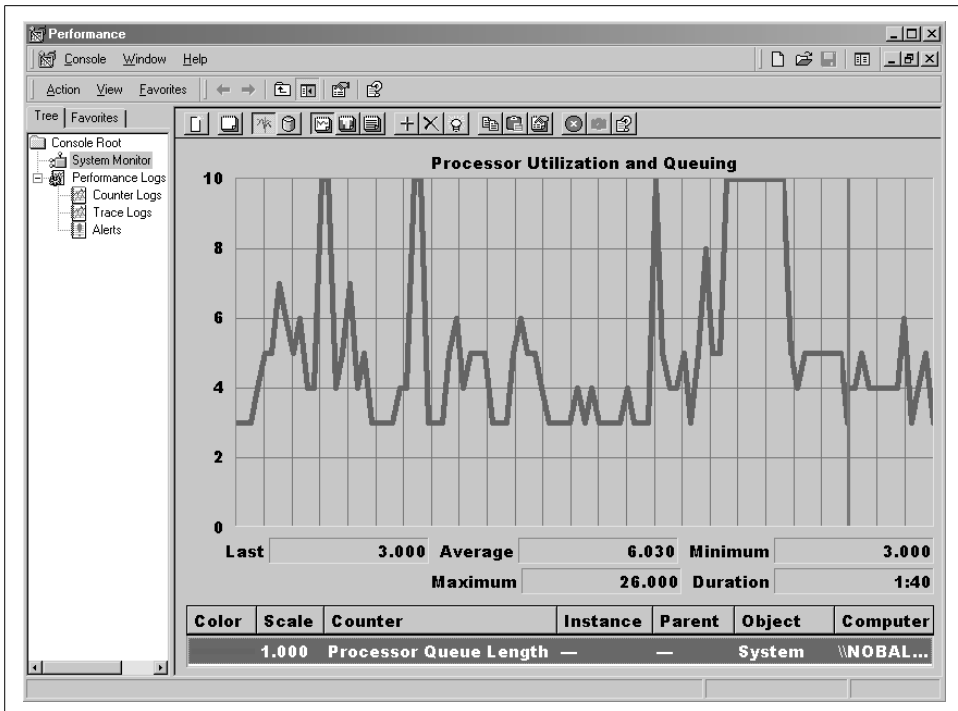 Performance
Console Window Help
Action View Favorites
Tree Favorites
Console Root
System Monitor
Performance Logs
Counter Logs
Trace Logs
Alerts
Processor Utilization and Queuing
10
8
6
4
2
0
Last 3.000 Average 6.030 Minimum 3.000
Maximum 26.000 Duration 1:40
Color Scale Counter Instance Parent Object Computer
1.000 Processor Queue Length — — System \\NOBAL...